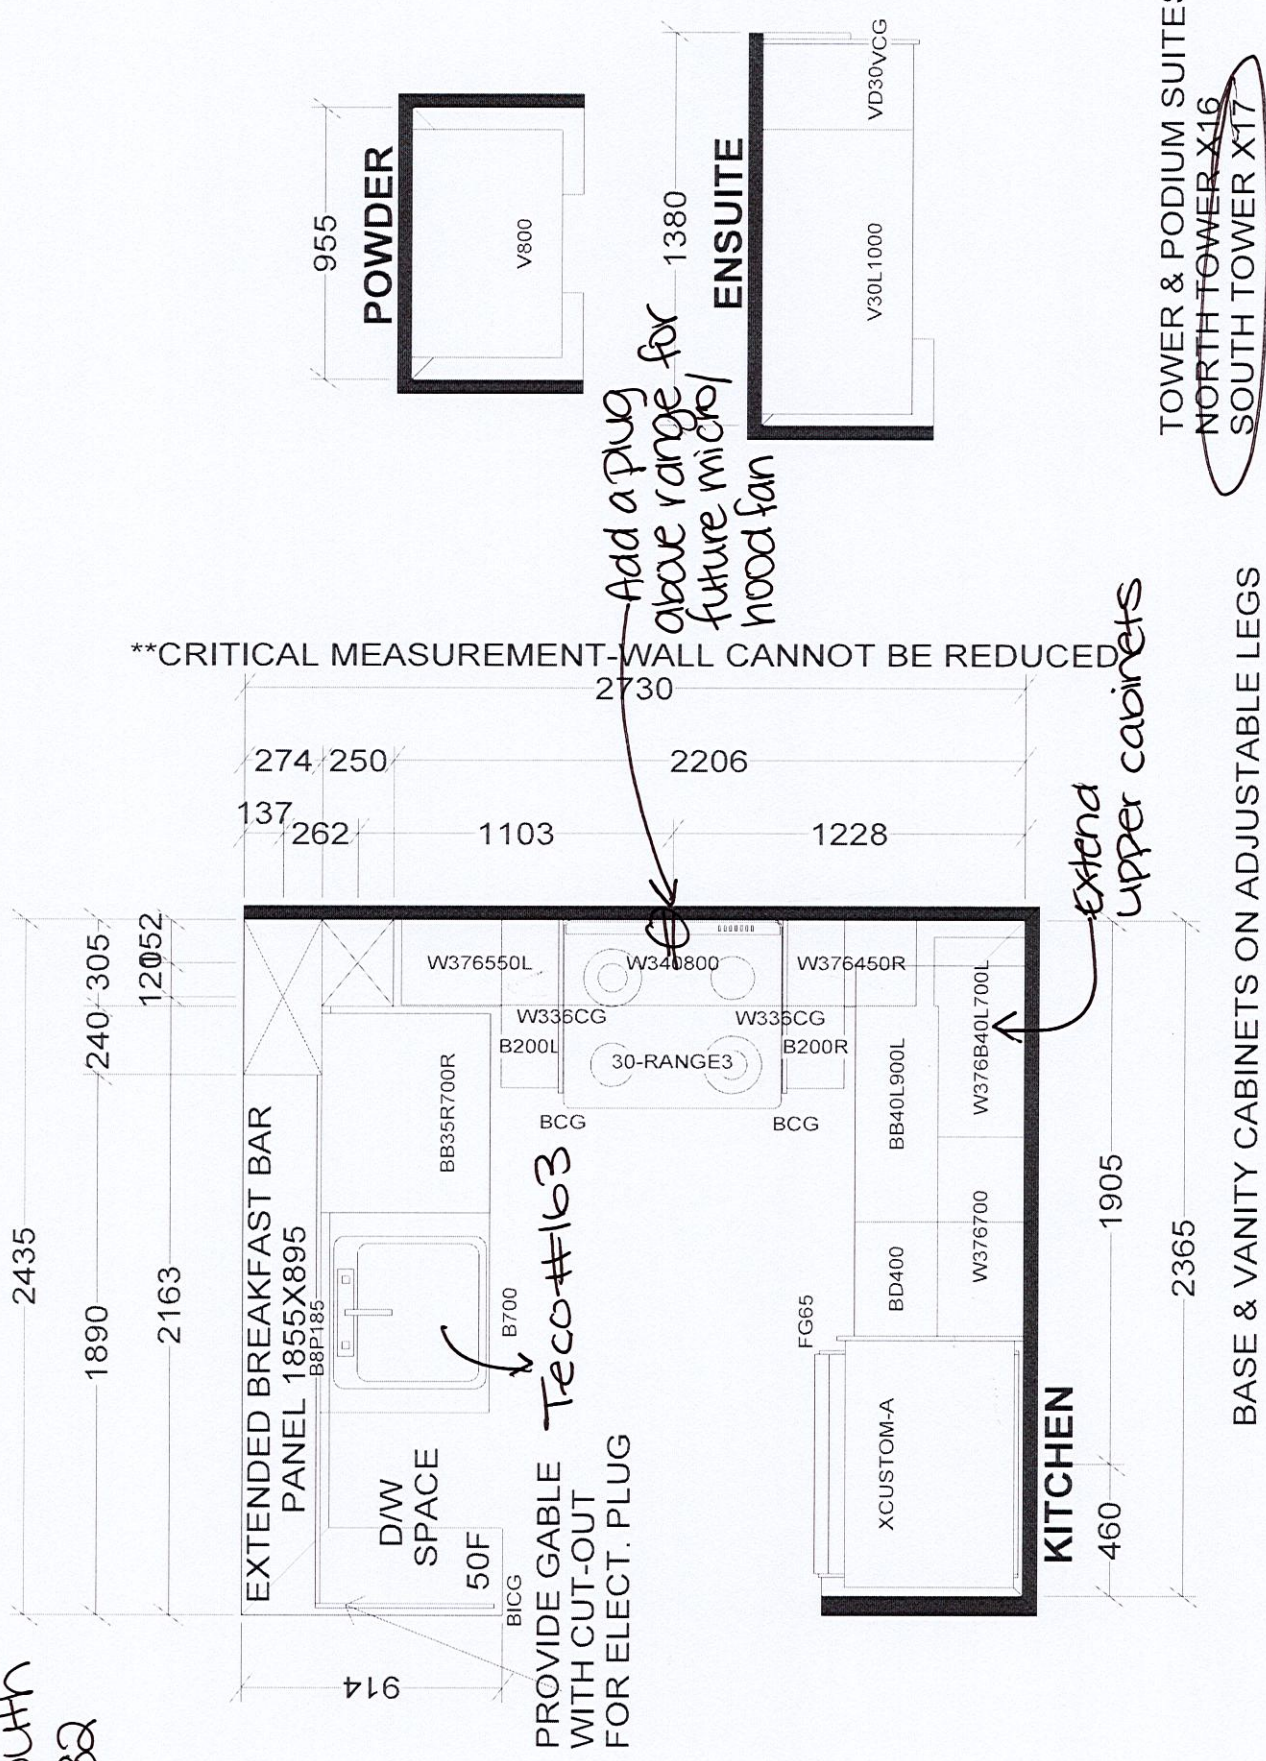 955
POWDER
V800
1380
ENSUITE
V30L1000
VD30VCG
TOWER & PODIUM SUITES
NORTH TOWER X16
SOUTH TOWER X17
Add a plug
above range for
future micro/
hood fan
**CRITICAL MEASUREMENT-WALL CANNOT BE REDUCED
2730
274
250
2206
137
262
1103
1228
2435
240
305
1890
120
52
2163
EXTENDED BREAKFAST BAR
PANEL 1855X895
B8P185
BB35R700R
W376550L
W336CG
B200L
W340800
30-RANGE3
W376450R
W336CG
B200R
BCG
BCG
B700
Teco#163
D/W
SPACE
50F
BICG
914
PROVIDE GABLE
WITH CUT-OUT
FOR ELECT. PLUG
BB40L900L
W376B40L700L
BD400
W376700
FG65
XCUSTOM-A
KITCHEN
Extend
upper cabinets
460
1905
2365
BASE & VANITY CABINETS ON ADJUSTABLE LEGS